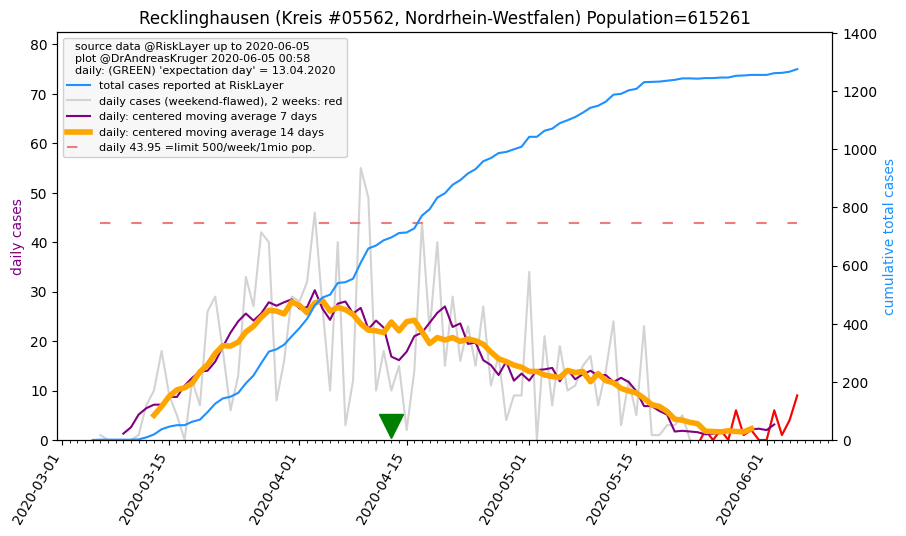 Recklinghausen (Kreis #05562, Nordrhein-Westfalen) Population=615261
source data @RiskLayer up to 2020-06-05
plot @DrAndreasKruger 2020-06-05 00:58
daily: (GREEN) 'expectation day' = 13.04.2020
total cases reported at RiskLayer
daily cases (weekend-flawed), 2 weeks: red
daily: centered moving average 7 days
daily: centered moving average 14 days
daily 43.95 =limit 500/week/1mio pop.
daily cases
80
70
60
50
40
30
20
10
0
cumulative total cases
1400
1200
1000
800
600
400
200
0
2020-03-01
2020-03-15
2020-04-01
2020-04-15
2020-05-01
2020-05-15
2020-06-01